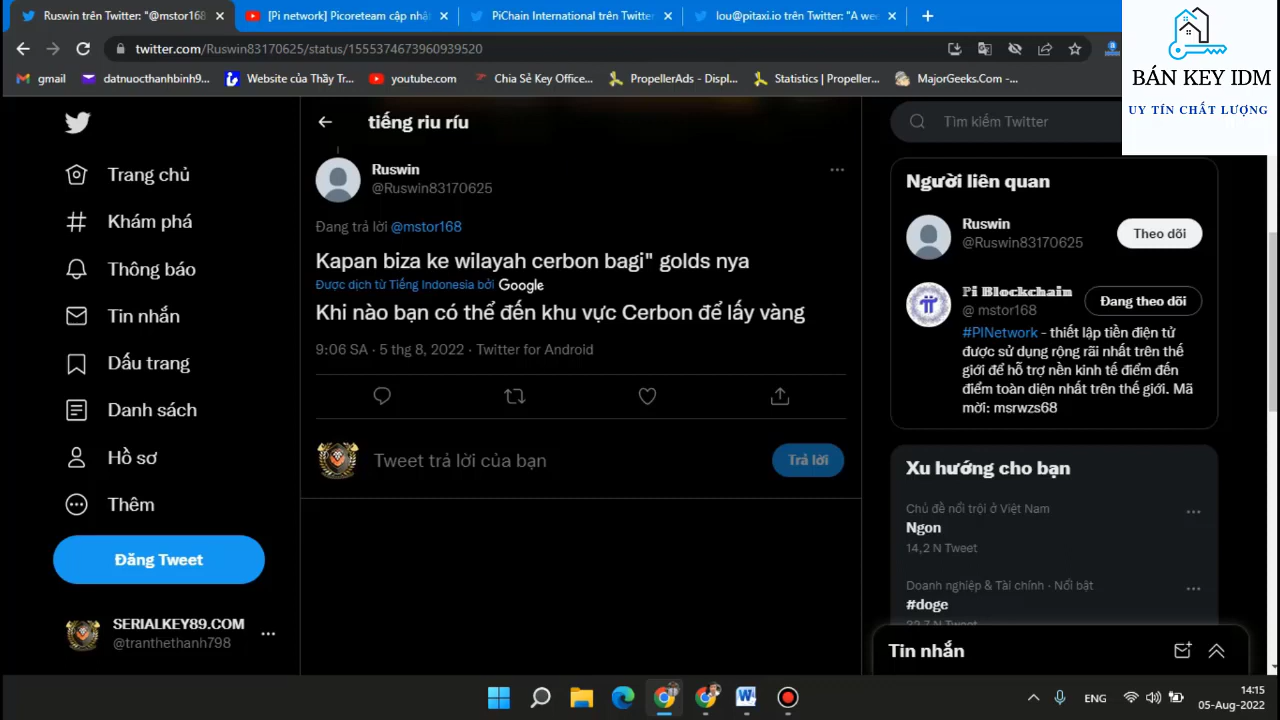 Ruswin trên Twitter: "@mstor168
[Pi network] Picoreteam cập nhậ
PiChain International trên Twitter
lou@pitaxi.io trên Twitter: "A wee
twitter.com/Ruswin83170625/status/1555374673960939520
gmail
datnuocthanhbinh9...
Website của Thầy Tr...
youtube.com
Chia Sẻ Key Office...
PropellerAds - Displ...
Statistics | Propeller...
MajorGeeks.Com -...
BÁN KEY IDM
UY TÍN CHẤT LƯỢNG
Trang chủ
Khám phá
Thông báo
Tin nhắn
Dấu trang
Danh sách
Hồ sơ
Thêm
Đăng Tweet
SERIALKEY89.COM
@tranthethanh798
tiếng riu ríu
Ruswin
@Ruswin83170625
Đang trả lời @mstor168
Kapan biza ke wilayah cerbon bagi" golds nya
Được dịch từ Tiếng Indonesia bởi Google
Khi nào bạn có thể đến khu vực Cerbon để lấy vàng
9:06 SA · 5 thg 8, 2022 · Twitter for Android
Tweet trả lời của bạn
Trả lời
Tìm kiếm Twitter
Người liên quan
Ruswin
@Ruswin83170625
Theo dõi
Pi Blockchain
@ mstor168
Đang theo dõi
#PINetwork - thiết lập tiền điện tử
được sử dụng rộng rãi nhất trên thế
giới để hỗ trợ nền kinh tế điểm đến
điểm toàn diện nhất trên thế giới. Mã
mời: msrwzs68
Xu hướng cho bạn
Chủ đề nổi trội ở Việt Nam
Ngon
14,2 N Tweet
Doanh nghiệp & Tài chính · Nổi bật
#doge
32,7 N Tweet
Tin nhắn
ENG
14:15
05-Aug-2022